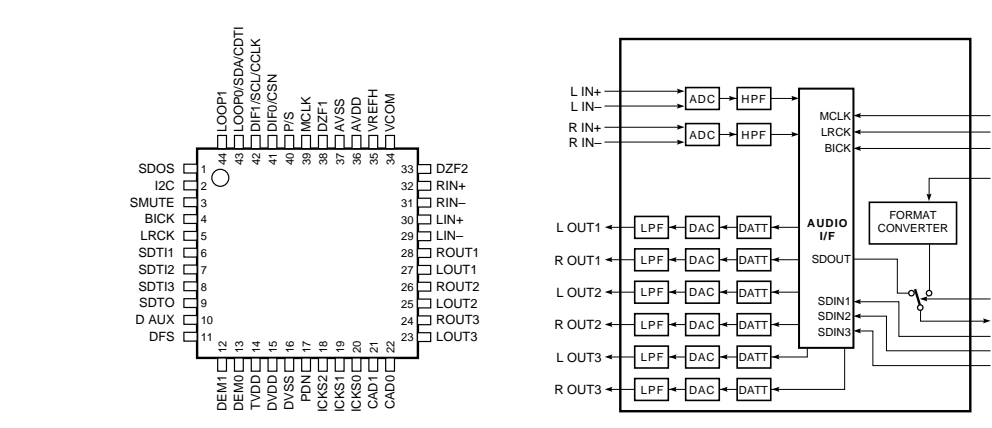 LOOP1
LOOP0/SDA/CDTI
DIF1/SCL/CCLK
DIF0/CSN
P/S
MCLK
DZF1
AVSS
AVDD
VREFH
VCOM
44
43
42
41
40
39
38
37
36
35
34
SDOS 1
I2C 2
SMUTE 3
BICK 4
LRCK 5
SDTI1 6
SDTI2 7
SDTI3 8
SDTO 9
D AUX 10
DFS 11
33 DZF2
32 RIN+
31 RIN–
30 LIN+
29 LIN–
28 ROUT1
27 LOUT1
26 ROUT2
25 LOUT2
24 ROUT3
23 LOUT3
12
13
14
15
16
17
18
19
20
21
22
DEM1
DEM0
TVDD
DVDD
DVSS
PDN
ICKS2
ICKS1
ICKS0
CAD1
CAD0
L IN+
L IN–
ADC HPF
R IN+
R IN–
ADC HPF
MCLK
LRCK
BICK
AUDIO
I/F
SDOUT
SDIN1
SDIN2
SDIN3
FORMAT
CONVERTER
L OUT1 LPF DAC DATT
R OUT1 LPF DAC DATT
L OUT2 LPF DAC DATT
R OUT2 LPF DAC DATT
L OUT3 LPF DAC DATT
R OUT3 LPF DAC DATT